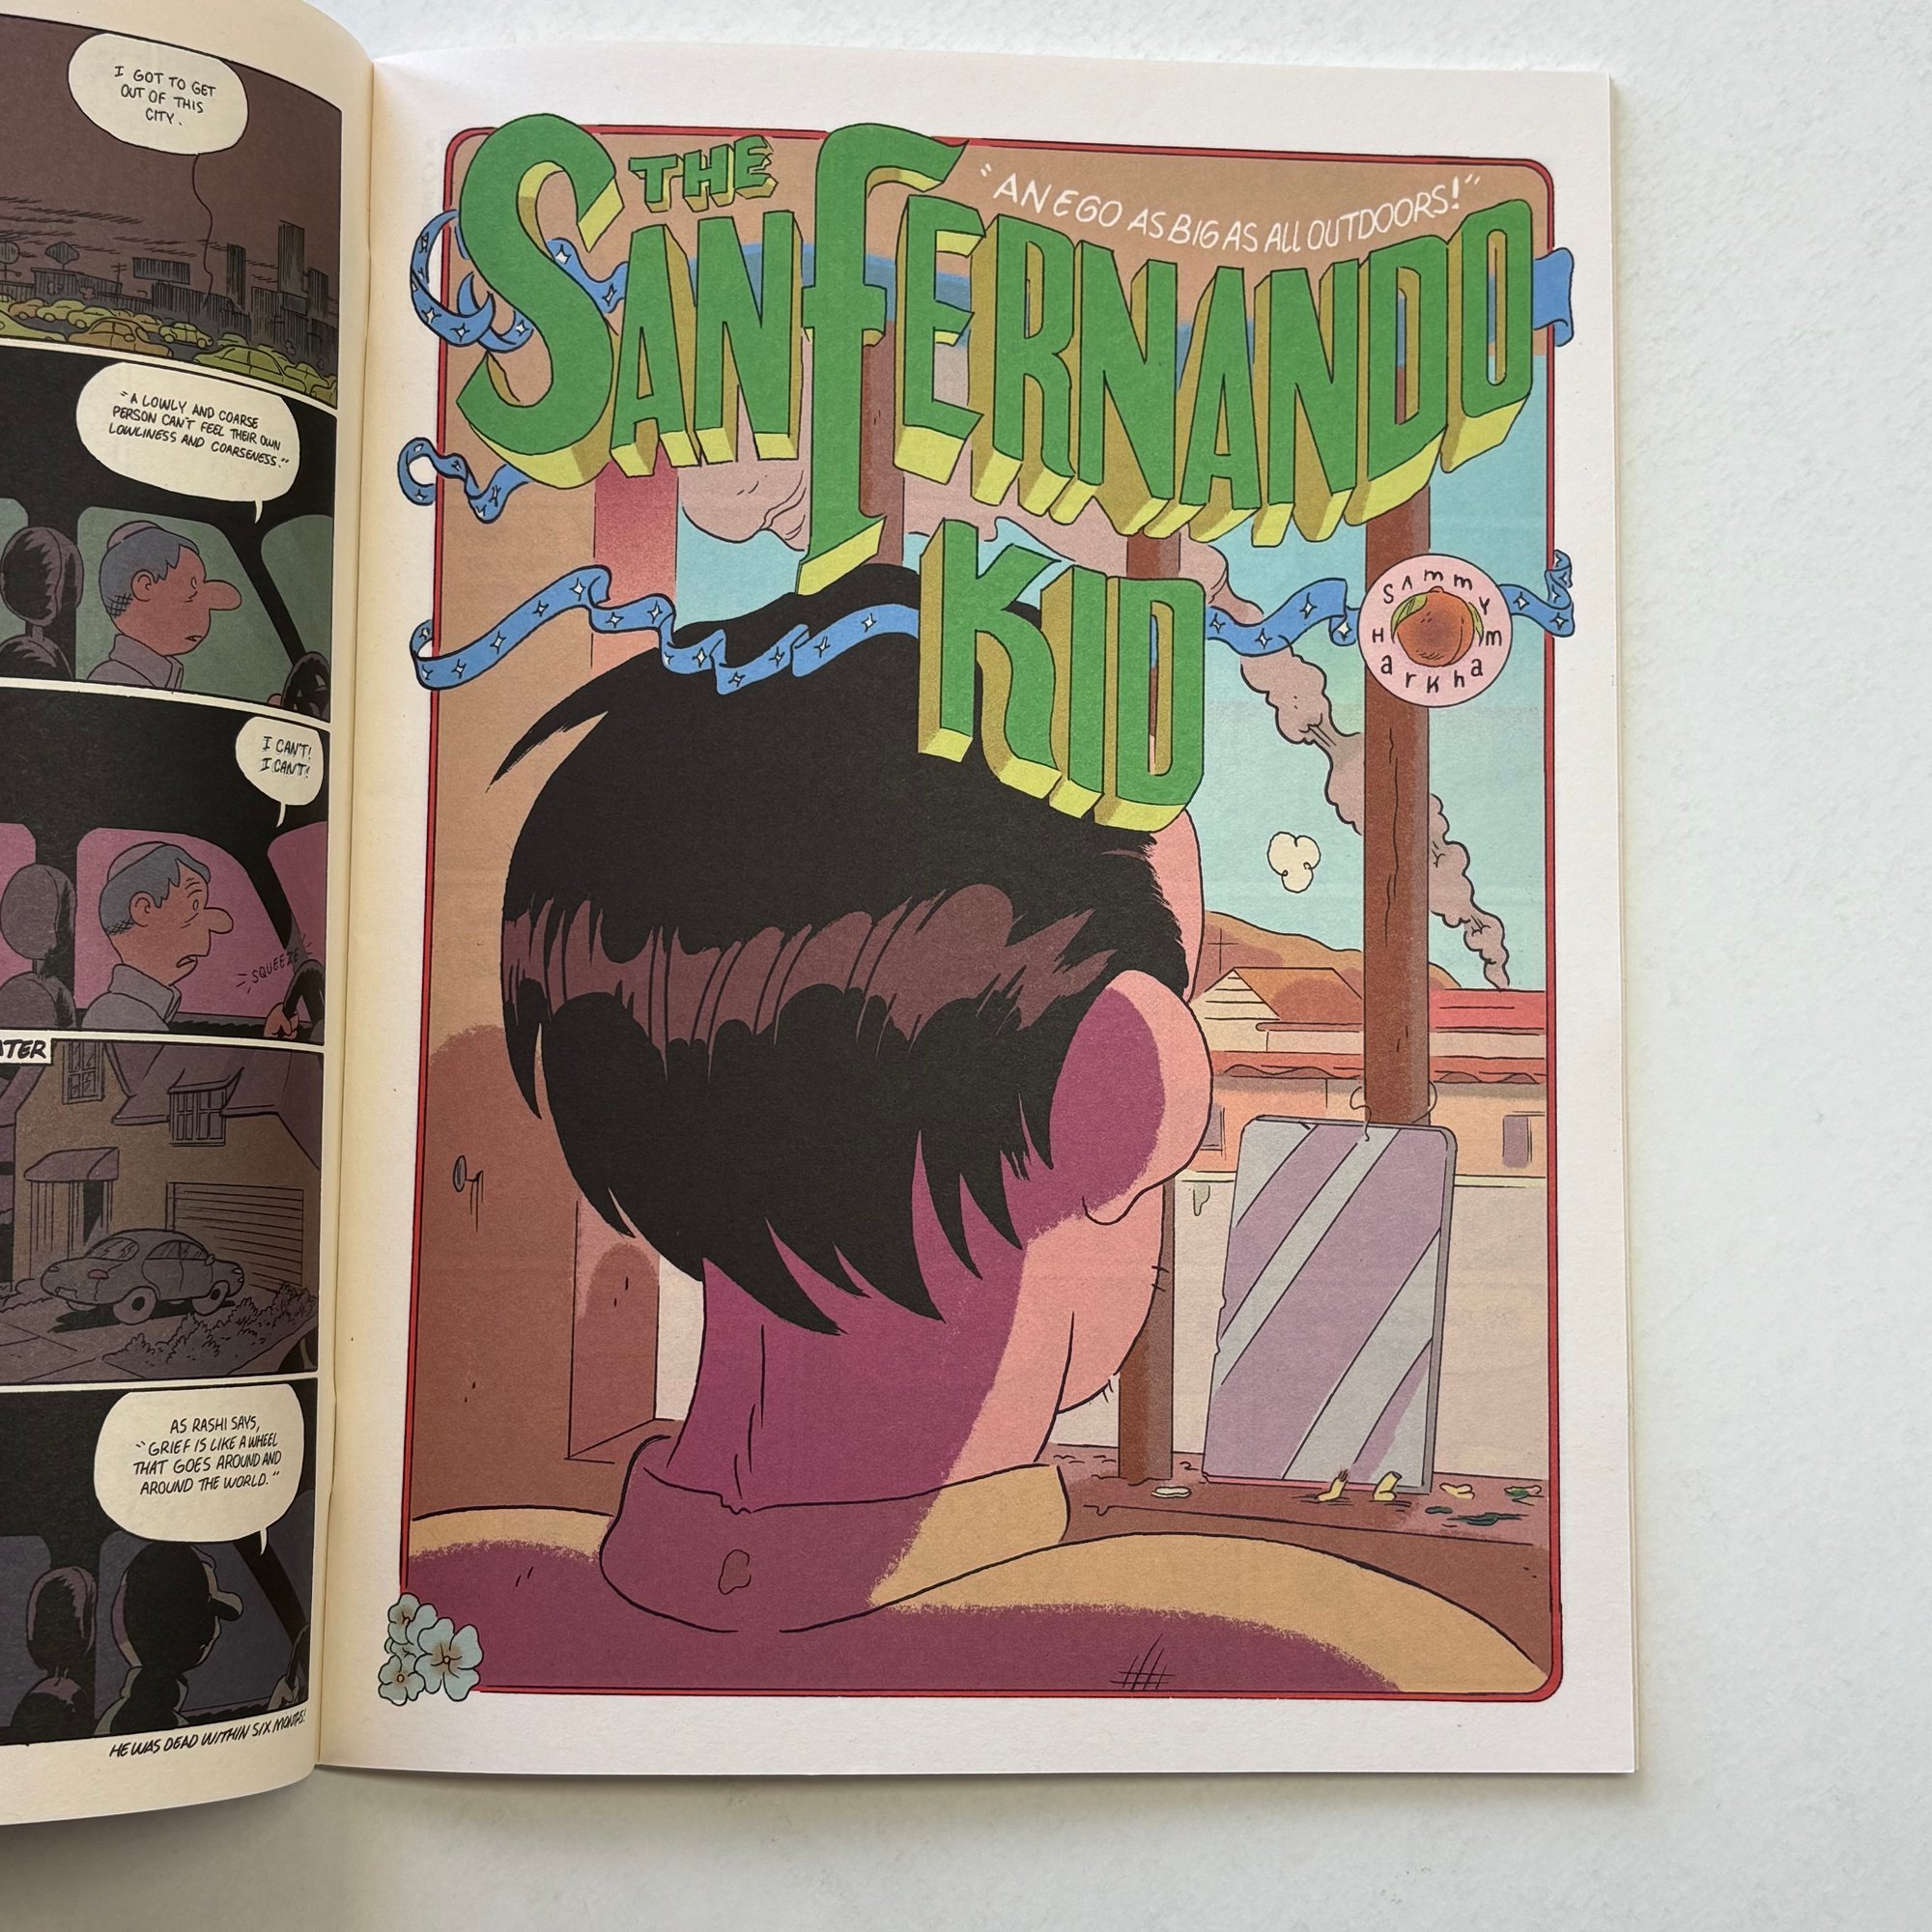 I GOT TO GET
OUT OF THIS
CITY.
"A LOWLY AND COARSE
PERSON CAN'T FEEL THEIR OWN
LOWLINESS AND COARSENESS."
I CAN'T!
I CAN'T!
SQUEEZE
ATER
AS RASHI SAYS,
"GRIEF IS LIKE A WHEEL
THAT GOES AROUND AND
AROUND THE WORLD."
HE WAS DEAD WITHIN SIX MONTHS!
THE
SAN FERNANDO
KID
"AN EGO AS BIG AS ALL OUTDOORS!"
SAmmY
HarKham